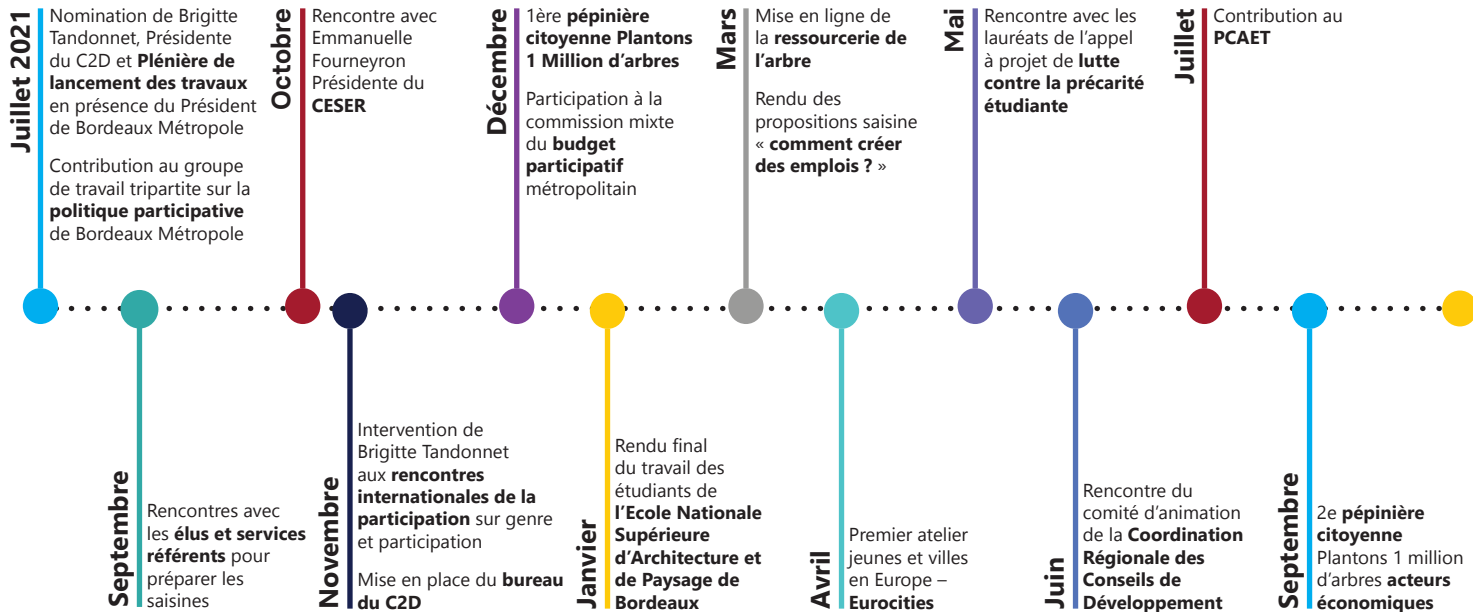 Juillet 2021
Nomination de Brigitte
Tandonnet, Présidente
du C2D et Plénière de
lancement des travaux
en présence du Président
de Bordeaux Métropole
Contribution au groupe
de travail tripartite sur la
politique participative
de Bordeaux Métropole
Septembre
Rencontres avec
les élus et services
référents pour
préparer les
saisines
Octobre
Rencontre avec
Emmanuelle
Fourneyron
Présidente du
CESER
Novembre
Intervention de
Brigitte Tandonnet
aux rencontres
internationales de la
participation sur genre
et participation
Mise en place du bureau
du C2D
Décembre
1ère pépinière
citoyenne Plantons
1 Million d'arbres
Participation à la
commission mixte
du budget
participatif
métropolitain
Janvier
Rendu final
du travail des
étudiants de
l'Ecole Nationale
Supérieure
d'Architecture et
de Paysage de
Bordeaux
Mars
Mise en ligne de
la ressourcerie de
l'arbre
Rendu des
propositions saisine
« comment créer
des emplois ? »
Avril
Premier atelier
jeunes et villes
en Europe –
Eurocities
Mai
Rencontre avec les
lauréats de l'appel
à projet de lutte
contre la précarité
étudiante
Juin
Rencontre du
comité d'animation
de la Coordination
Régionale des
Conseils de
Développement
Juillet
Contribution au
PCAET
Septembre
2e pépinière
citoyenne
Plantons 1 million
d'arbres acteurs
économiques